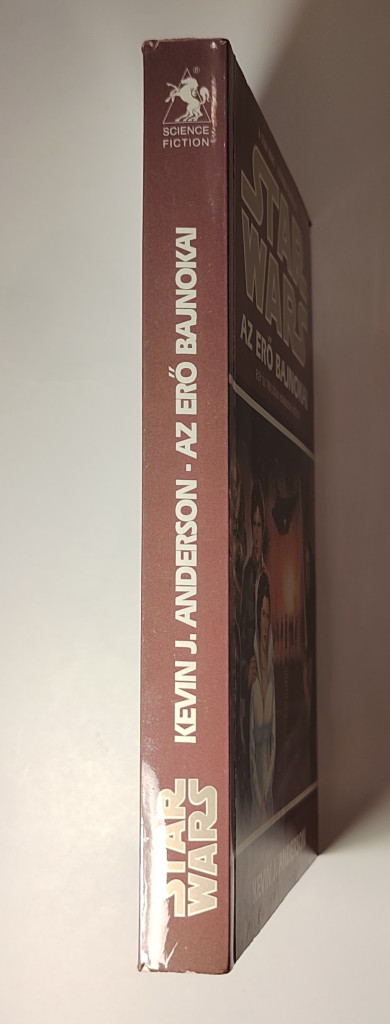 ®
SCIENCE
FICTION
KEVIN J. ANDERSON - AZ ERŐ BAJNOKAI
STAR
WARS
STAR
WARS
AZ ERŐ BAJNOKAI
KEVIN J. ANDERSON